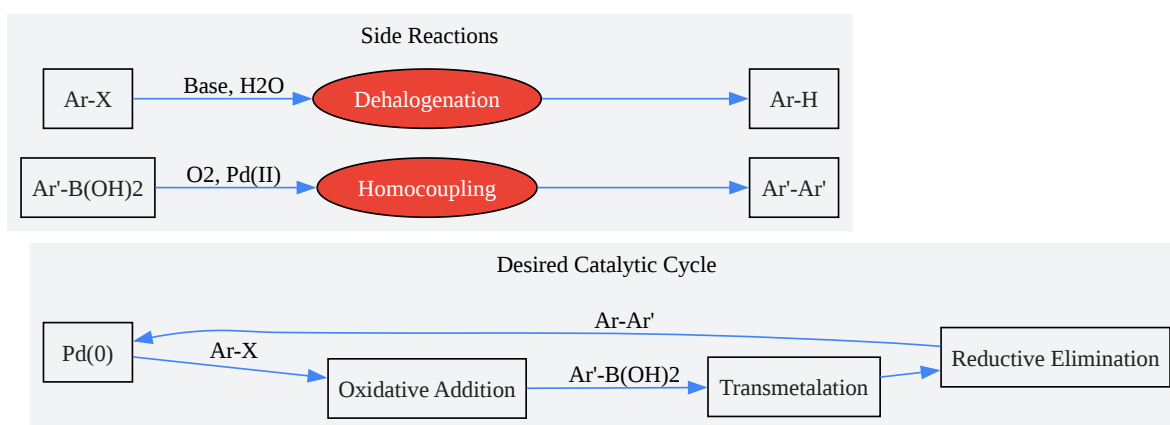 Side Reactions
Ar-X
Base, H2O
Dehalogenation
Ar-H
Ar'-B(OH)2
O2, Pd(II)
Homocoupling
Ar'-Ar'
Desired Catalytic Cycle
Pd(0)
Ar-X
Oxidative Addition
Ar'-B(OH)2
Transmetalation
Reductive Elimination
Ar-Ar'